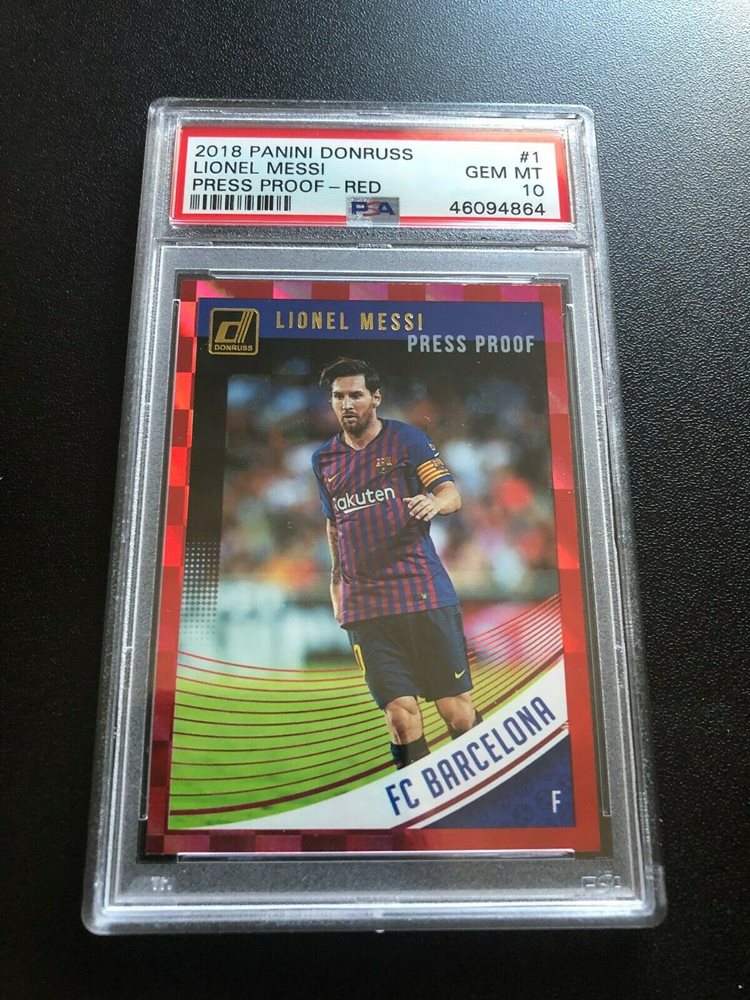 2018 PANINI DONRUSS #1
LIONEL MESSI GEM MT
PRESS PROOF – RED 10
PSA 46094864
LIONEL MESSI
PRESS PROOF
DONRUSS
Rakuten
FC BARCELONA
F
PSA